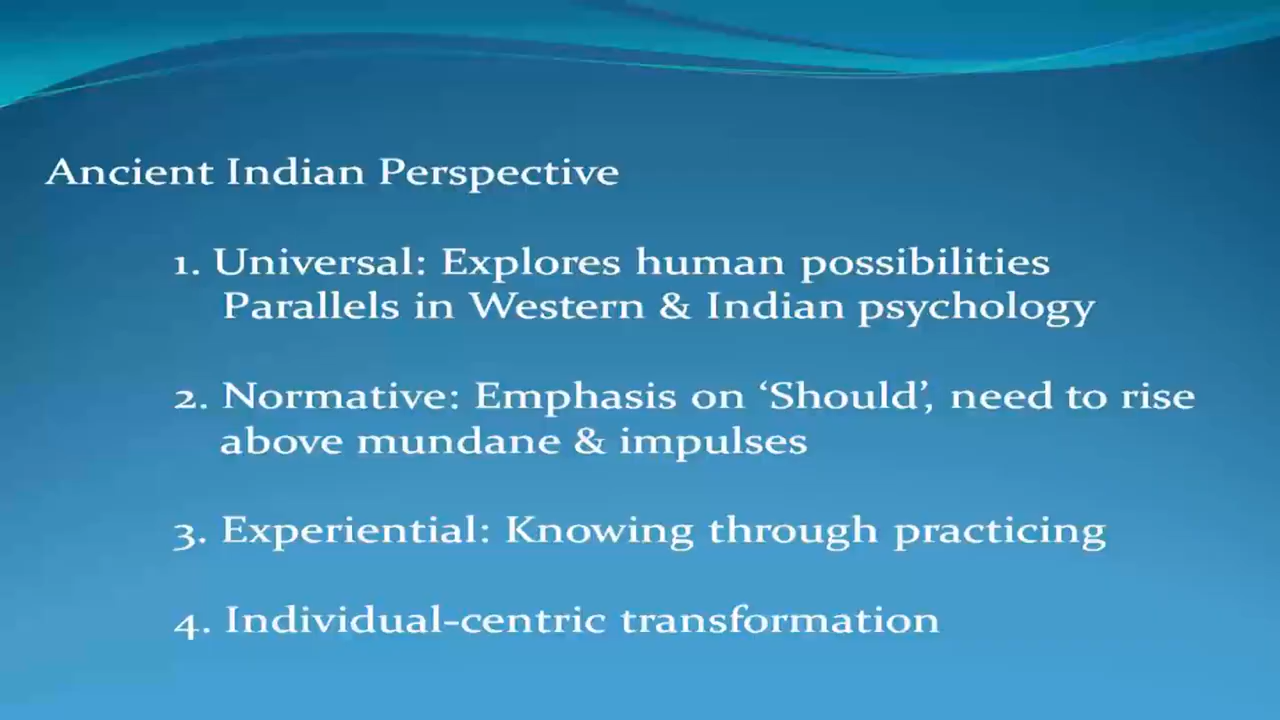 Ancient Indian Perspective
1. Universal: Explores human possibilities
Parallels in Western & Indian psychology
2. Normative: Emphasis on ‘Should’, need to rise
above mundane & impulses
3. Experiential: Knowing through practicing
4. Individual-centric transformation